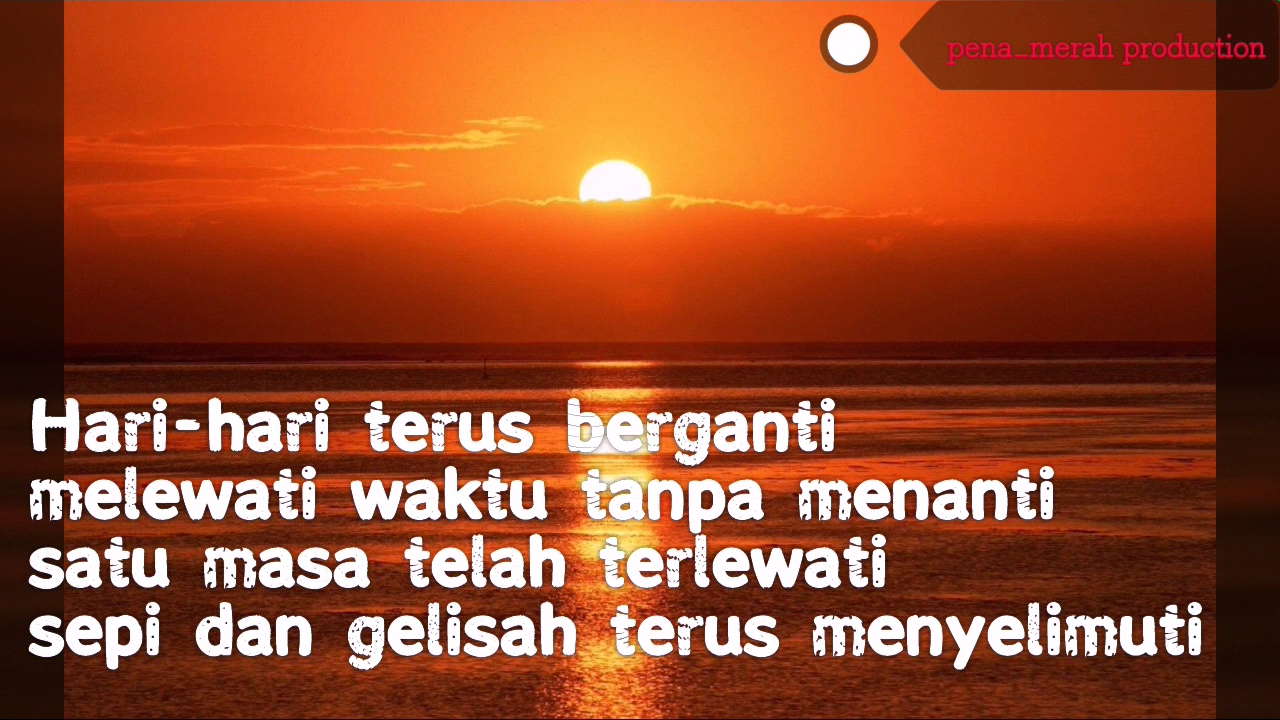 pena_merah production
Hari-hari terus berganti
melewati waktu tanpa menanti
satu masa telah terlewati
sepi dan gelisah terus menyelimuti